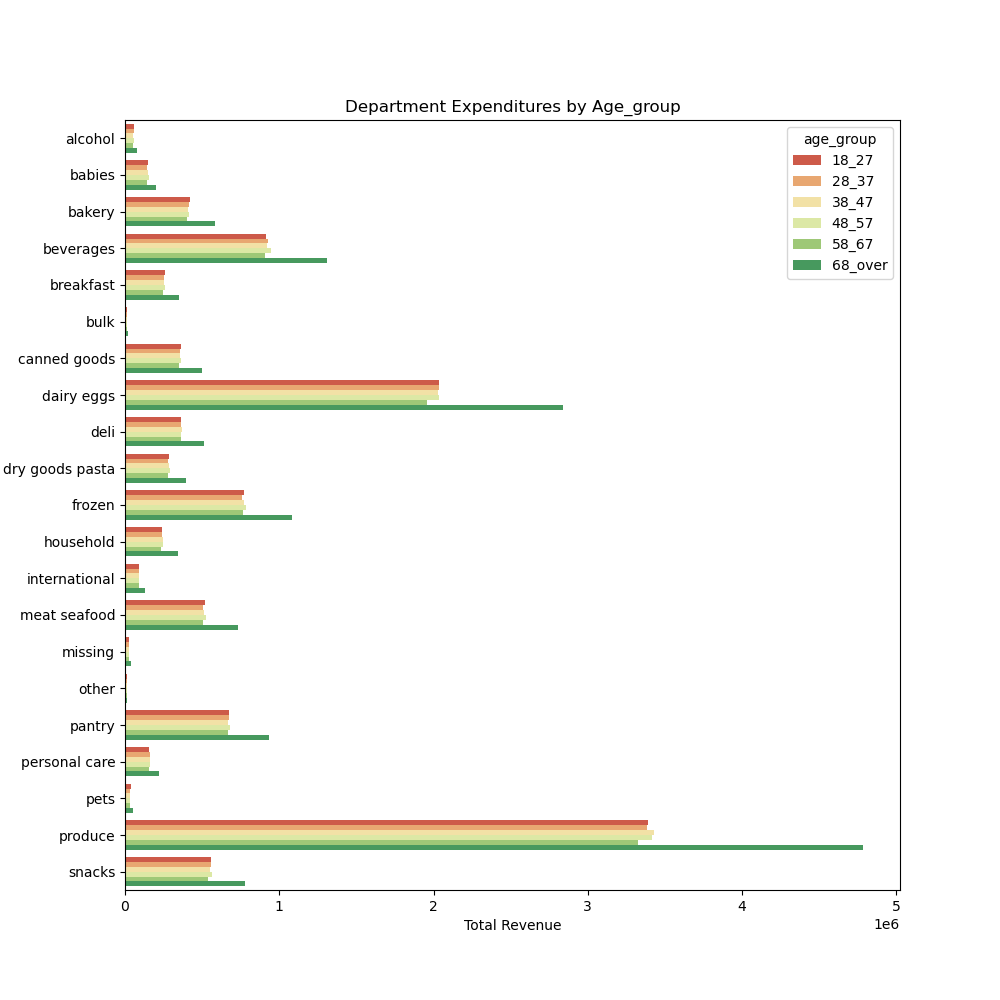 Department Expenditures by Age_group
alcohol
babies
bakery
beverages
breakfast
bulk
canned goods
dairy eggs
deli
dry goods pasta
frozen
household
international
meat seafood
missing
other
pantry
personal care
pets
produce
snacks
age_group
18_27
28_37
38_47
48_57
58_67
68_over
0 1 2 3 4 5
1e6
Total Revenue